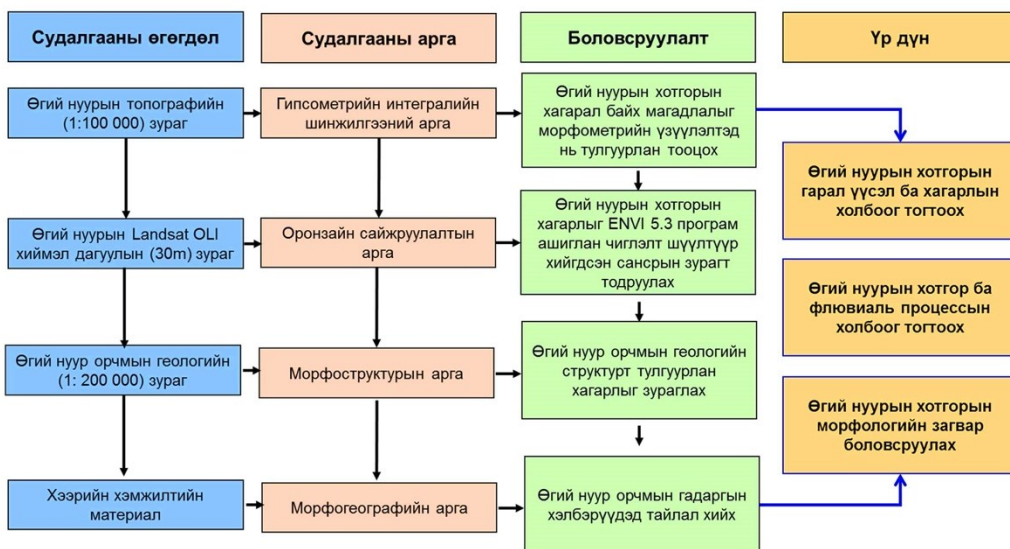 Судалгааны өгөгдөл
Судалгааны арга
Боловсруулалт
Үр дүн
Өгий нуурын топографийн
(1:100 000) зураг
Гипсометрийн интегралийн
шинжилгээний арга
Өгий нуурын хотгорын
хагарал байх магадлалыг
морфометрийн үзүүлэлтэд
нь тулгуурлан тооцох
Өгий нуурын хотгорын
гарал үүсэл ба хагарлын
холбоог тогтоох
Өгий нуурын Landsat OLI
хиймэл дагуулын (30m) зураг
Оронзайн сайжруулалтын
арга
Өгий нуурын хотгорын
хагарлыг ENVI 5.3 програм
ашиглан чиглэлт шүүлтүүр
хийгдсэн сансрын зурагт
тодруулах
Өгий нуурын хотгор ба
флювиаль процессын
холбоог тогтоох
Өгий нуур орчмын геологийн
(1: 200 000) зураг
Морфоструктурын арга
Өгий нуур орчмын геологийн
структурт тулгуурлан
хагарлыг зураглах
Өгий нуурын хотгорын
морфологийн загвар
боловсруулах
Хээрийн хэмжилтийн
материал
Морфогеографийн арга
Өгий нуур орчмын гадаргын
хэлбэрүүдэд тайлал хийх